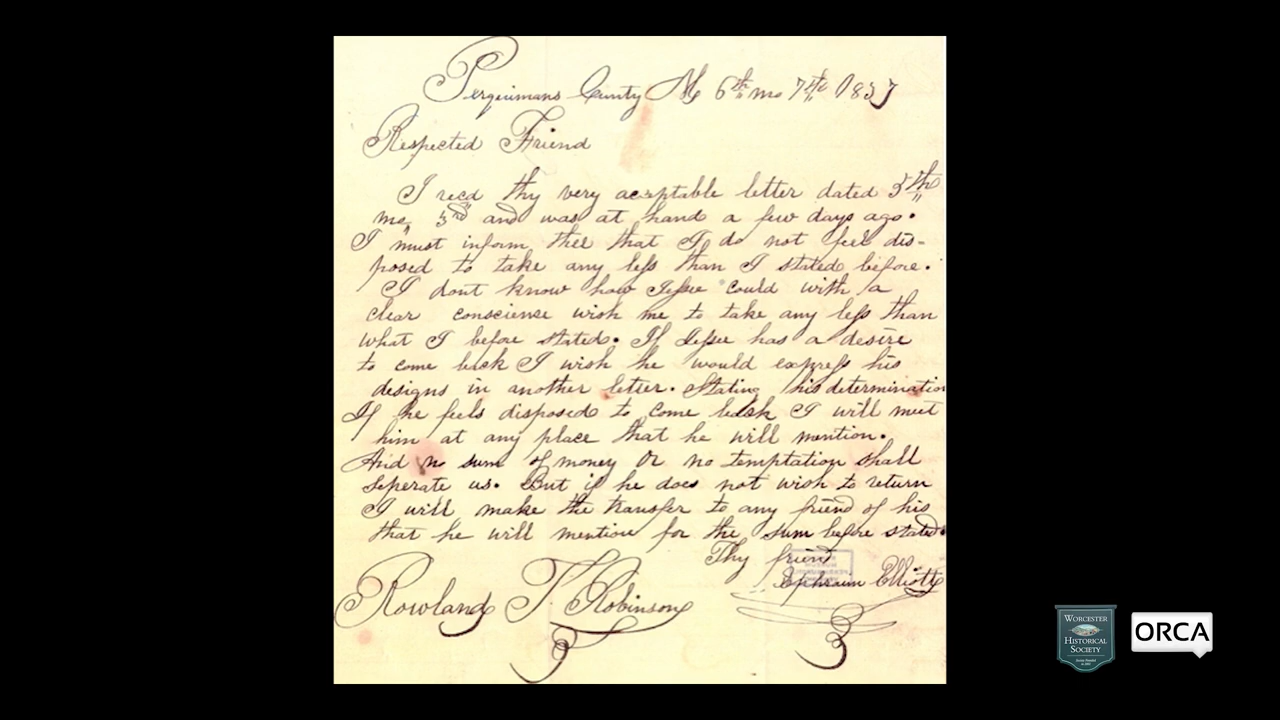 Perquimans County NC 6th mo 7th 1837
Respected Friend
I recd thy very acceptable letter dated 5th
mo, 3rd and was at hand a few days ago.
I must inform thee that I do not feel dis-
posed to take any less than I stated before.
I dont know how Jesse could with a
clear consciense wish me to take any less than
what I before stated. If Jesse has a desire
to come back I wish he would express his
designs in another letter. Stating his determination
If he feels disposed to come back I will meet
him at any place that he will mention.
And no sum of money Or no temptation shall
seperate us. But if he does not wish to return
I will make the transfer to any friend of his
that he will mention for the sum before stated.
Thy friend
Ephraim Elliott
Rowland T. Robinson
WORCESTER
HISTORICAL
SOCIETY
ORCA